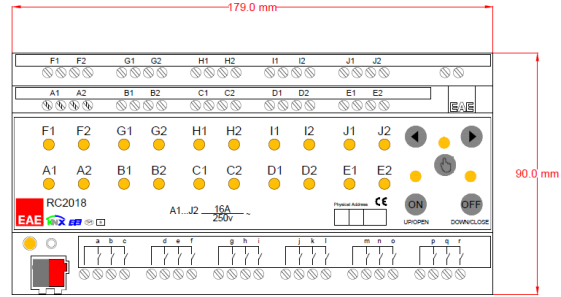 179.0 mm
F1 F2 G1 G2 H1 H2 I1 I2 J1 J2
A1 A2 B1 B2 C1 C2 D1 D2 E1 E2
EAE
F1 F2 G1 G2 H1 H2 I1 I2 J1 J2
A1 A2 B1 B2 C1 C2 D1 D2 E1 E2
90.0 mm
RC2018
EAE KNX EIB
A1...J2 16A ~
250v
Physical Address CE
ON OFF
UP/OPEN DOWN/CLOSE
a b c d e f g h i j k l m n o p q r